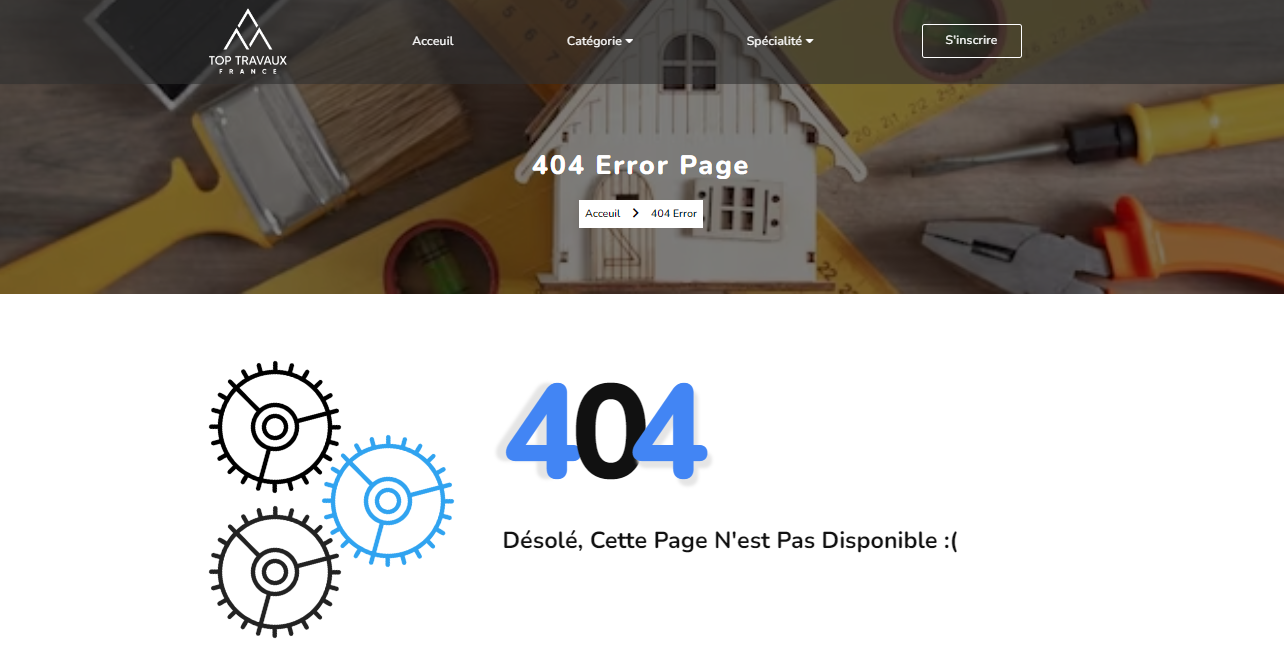 TOP TRAVAUX
FRANCE
Acceuil
Catégorie
Spécialité
S'inscrire
404 Error Page
Acceuil
404 Error
404
Désolé, Cette Page N'est Pas Disponible :(